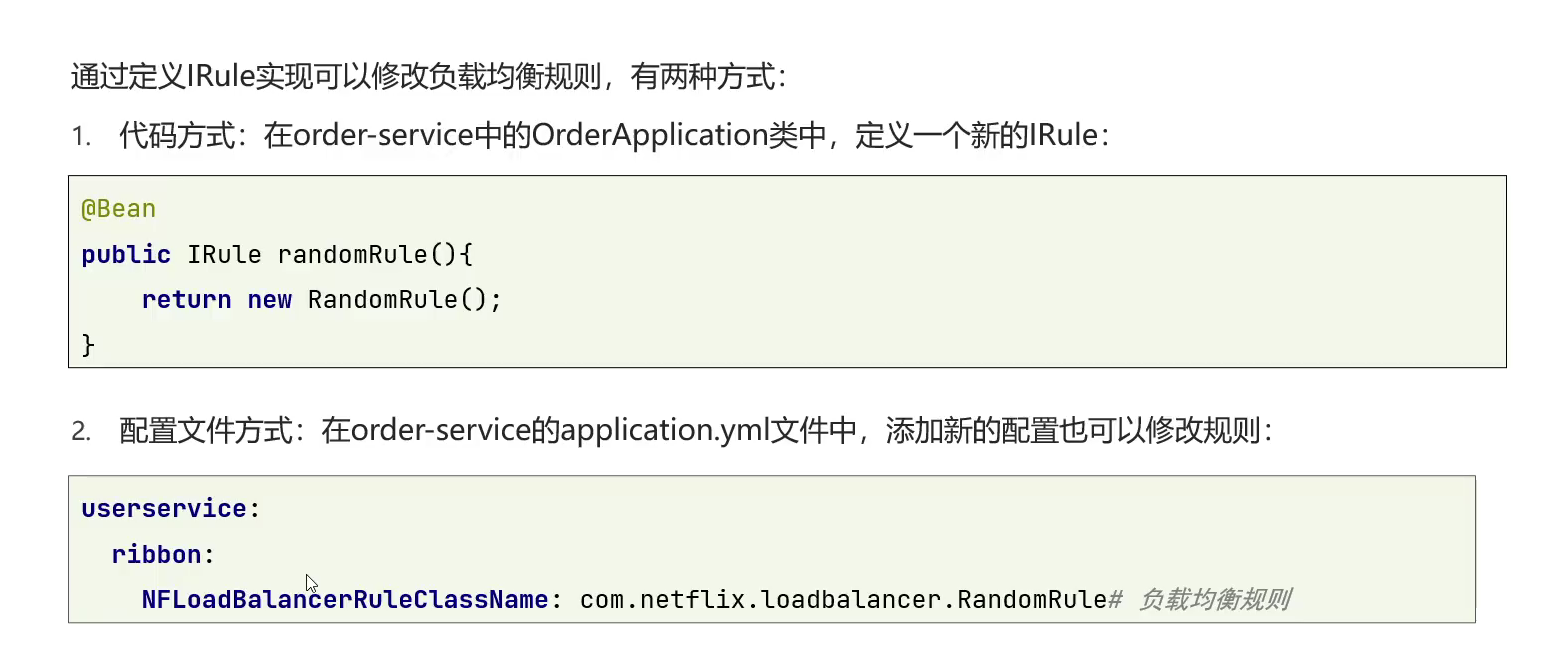 通过定义IRule实现可以修改负载均衡规则，有两种方式：
1. 代码方式：在order-service中的OrderApplication类中，定义一个新的IRule：
@Bean
public IRule randomRule(){
    return new RandomRule();
}
2. 配置文件方式：在order-service的application.yml文件中，添加新的配置也可以修改规则：
userservice:
  ribbon:
    NFLoadBalancerRuleClassName: com.netflix.loadbalancer.RandomRule# 负载均衡规则